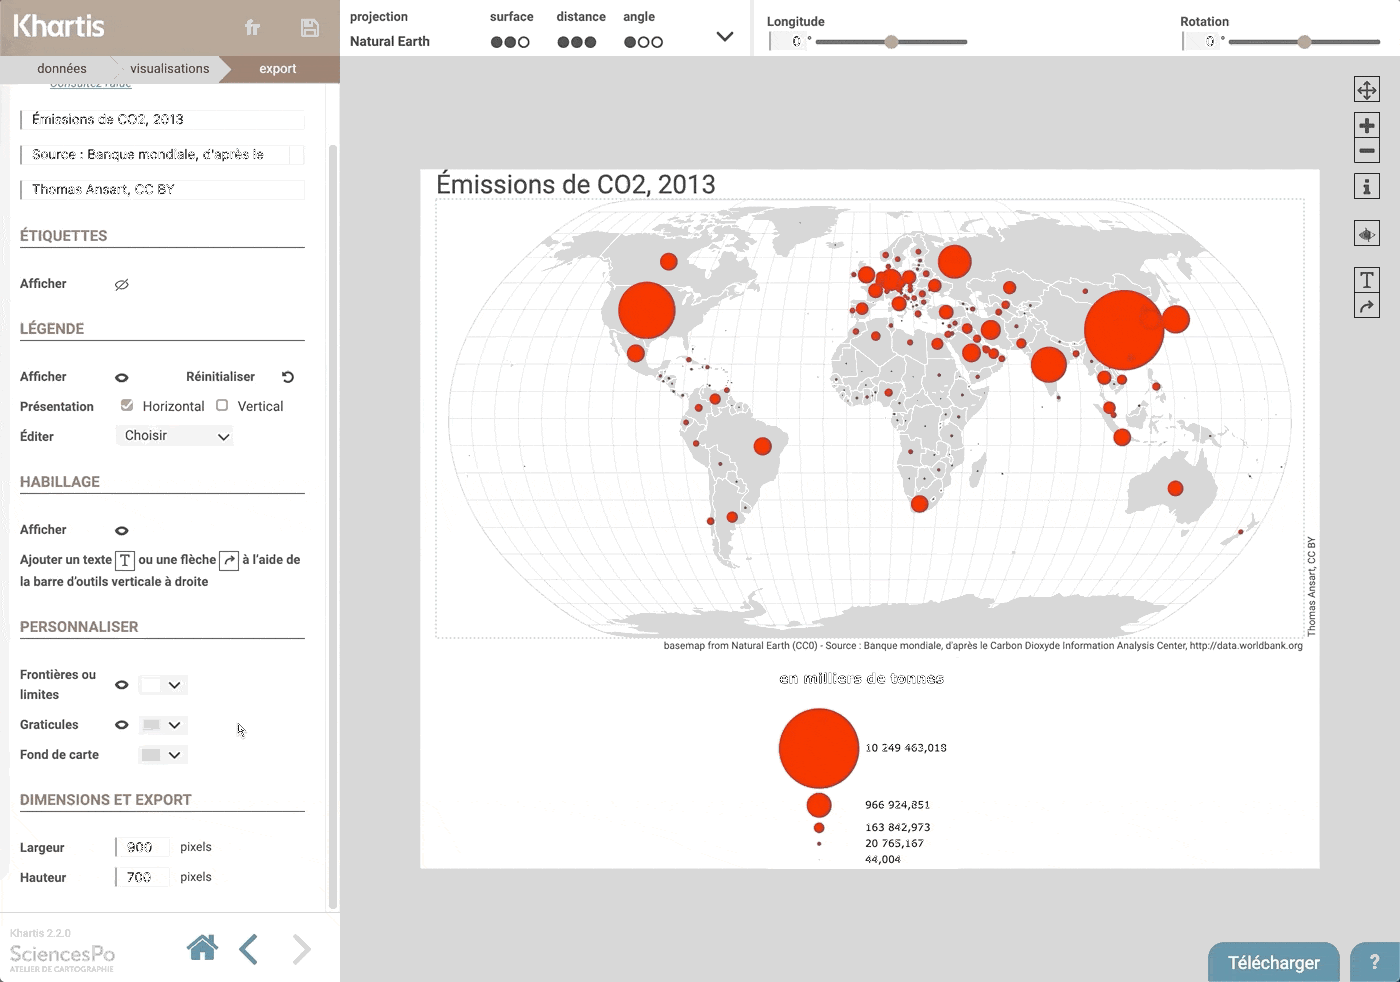 Khartis
fr
données
visualisations
export
projection
surface
distance
angle
Natural Earth
Longitude
0 °
Rotation
0 °
Consultez l'aide
Émissions de CO2, 2013
Source : Banque mondiale, d'après le
Thomas Ansart, CC BY
ÉTIQUETTES
Afficher
LÉGENDE
Afficher
Réinitialiser
Présentation
Horizontal
Vertical
Éditer
Choisir
HABILLAGE
Afficher
Ajouter un texte T ou une flèche à l'aide de
la barre d'outils verticale à droite
PERSONNALISER
Frontières ou
limites
Graticules
Fond de carte
DIMENSIONS ET EXPORT
Largeur
900
pixels
Hauteur
700
pixels
Khartis 2.2.0
SciencesPo
ATELIER DE CARTOGRAPHIE
Émissions de CO2, 2013
Thomas Ansart, CC BY
basemap from Natural Earth (CC0) - Source : Banque mondiale, d'après le Carbon Dioxyde Information Analysis Center, http://data.worldbank.org
en milliers de tonnes
10 249 463,018
966 924,851
163 842,973
20 765,167
44,004
T
Télécharger
?